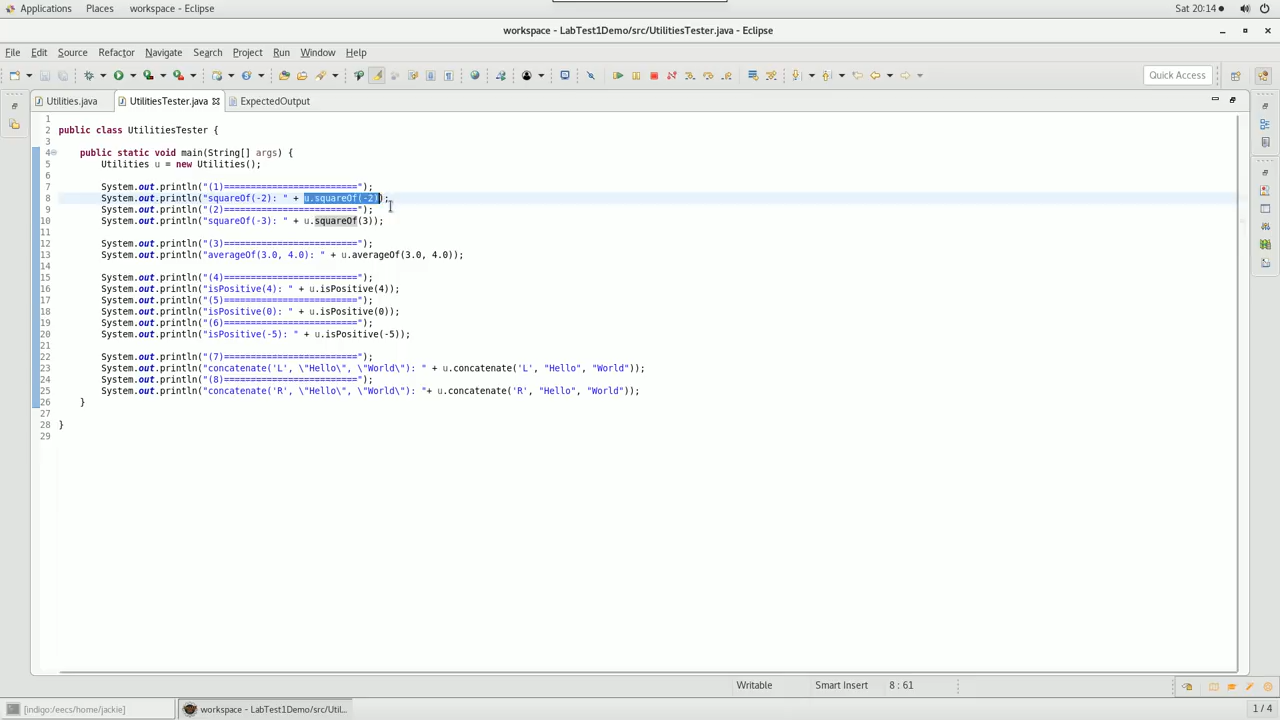 Applications Places workspace - Eclipse Sat 20:14
workspace - LabTest1Demo/src/UtilitiesTester.java - Eclipse
File Edit Source Refactor Navigate Search Project Run Window Help
Quick Access
Utilities.java UtilitiesTester.java ExpectedOutput
1
2 public class UtilitiesTester {
3
4 public static void main(String[] args) {
5 Utilities u = new Utilities();
6
7 System.out.println("(1)=========================");
8 System.out.println("squareOf(-2): " + u.squareOf(-2));
9 System.out.println("(2)=========================");
10 System.out.println("squareOf(-3): " + u.squareOf(3));
11
12 System.out.println("(3)=========================");
13 System.out.println("averageOf(3.0, 4.0): " + u.averageOf(3.0, 4.0));
14
15 System.out.println("(4)=========================");
16 System.out.println("isPositive(4): " + u.isPositive(4));
17 System.out.println("(5)=========================");
18 System.out.println("isPositive(0): " + u.isPositive(0));
19 System.out.println("(6)=========================");
20 System.out.println("isPositive(-5): " + u.isPositive(-5));
21
22 System.out.println("(7)=========================");
23 System.out.println("concatenate('L', \"Hello\", \"World\"): " + u.concatenate('L', "Hello", "World"));
24 System.out.println("(8)=========================");
25 System.out.println("concatenate('R', \"Hello\", \"World\"): "+ u.concatenate('R', "Hello", "World"));
26 }
27
28 }
29
Writable Smart Insert 8 : 61
[indigo:/eecs/home/jackie] workspace - LabTest1Demo/src/Util... 1 / 4